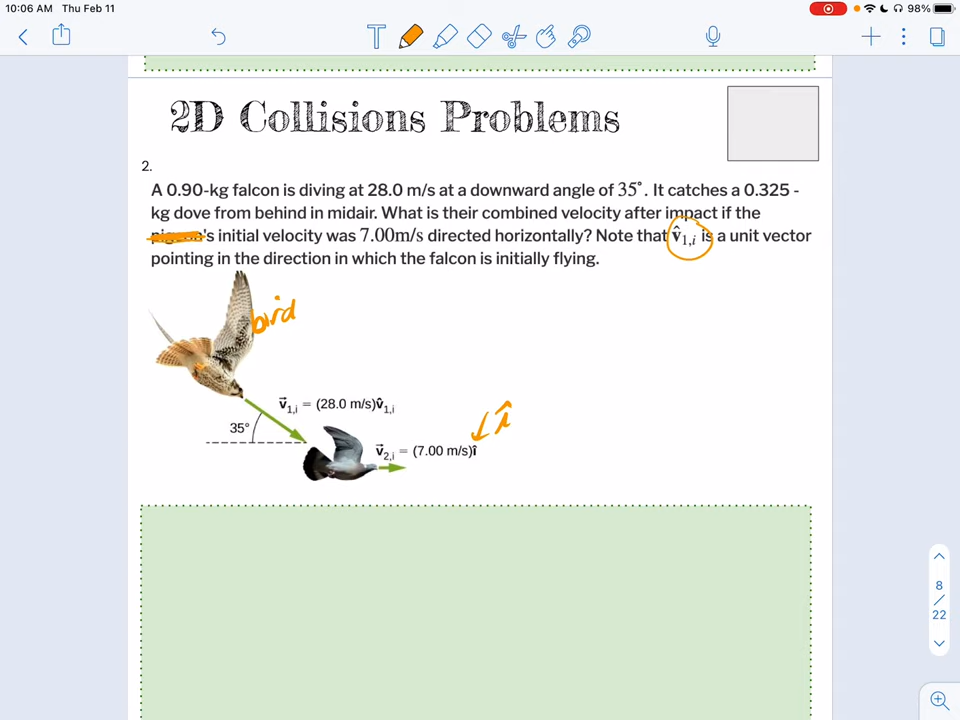 10:06 AM Thu Feb 11
98%
2D Collisions Problems
2.
A 0.90-kg falcon is diving at 28.0 m/s at a downward angle of 35°. It catches a 0.325 -
kg dove from behind in midair. What is their combined velocity after impact if the
pigeon's initial velocity was 7.00m/s directed horizontally? Note that v̂1,i is a unit vector
pointing in the direction in which the falcon is initially flying.
bird
v⃗1,i = (28.0 m/s)v̂1,i
î
35°
v⃗2,i = (7.00 m/s)î
8
/
22